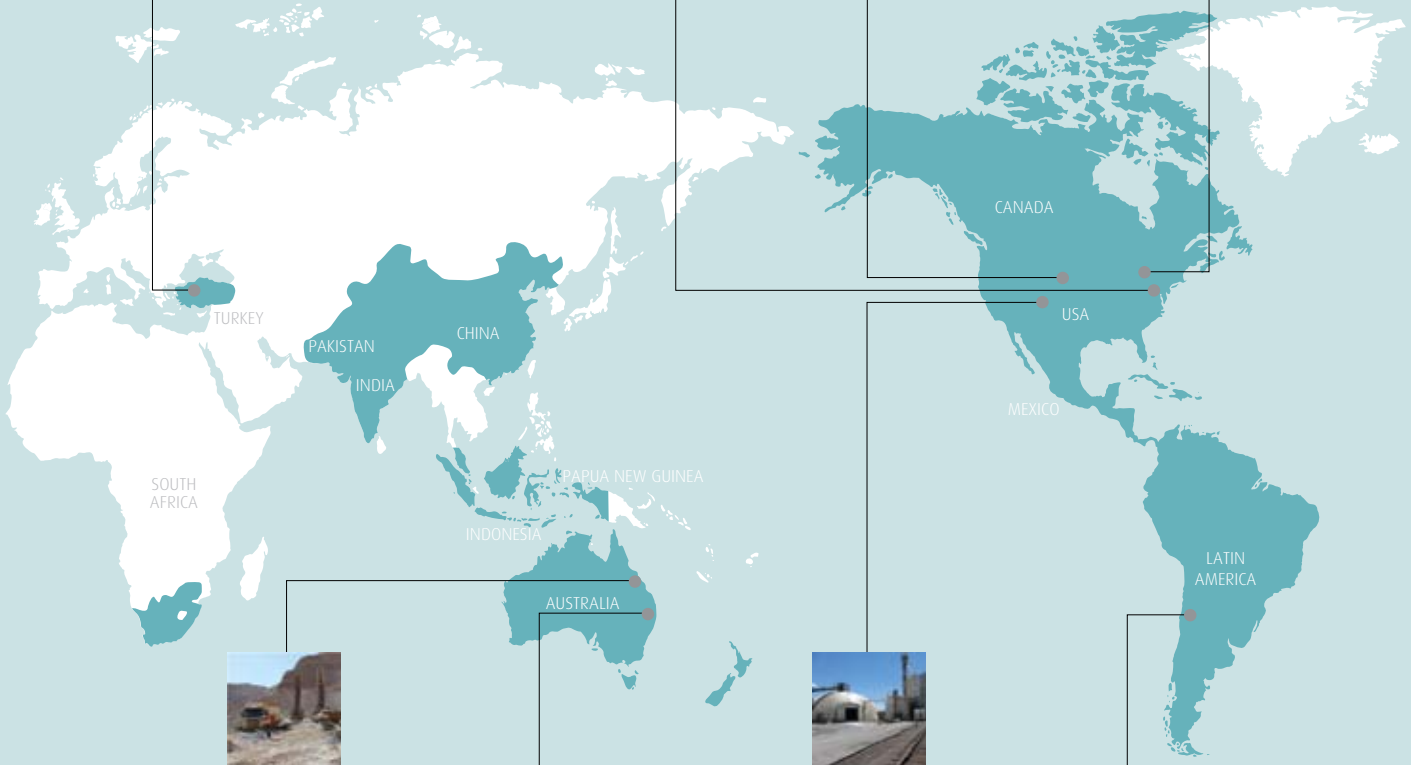 CANADA
USA
TURKEY
CHINA
PAKISTAN
INDIA
MEXICO
PAPUA NEW GUINEA
SOUTH
AFRICA
INDONESIA
LATIN
AMERICA
AUSTRALIA